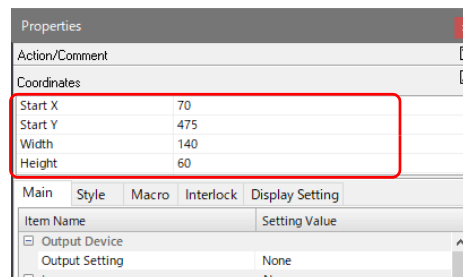 Properties
Action/Comment
Coordinates
Start X 70
Start Y 475
Width 140
Height 60
Main Style Macro Interlock Display Setting
Item Name Setting Value
Output Device
Output Setting None